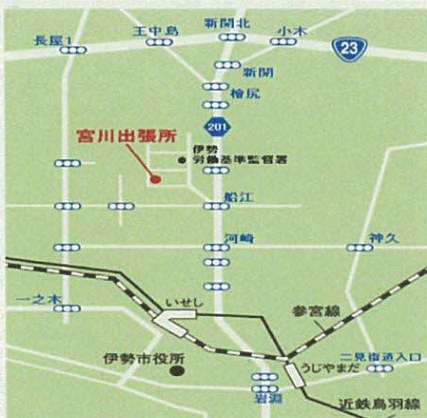 新開北
王中島
小木
長屋1
23
新開
檜尻
201
宮川出張所
伊勢
労働基準監督署
船江
河崎
神久
いせし
一之木
参宮線
伊勢市役所
うじやまだ
二見街道入口
岩淵
近鉄鳥羽線